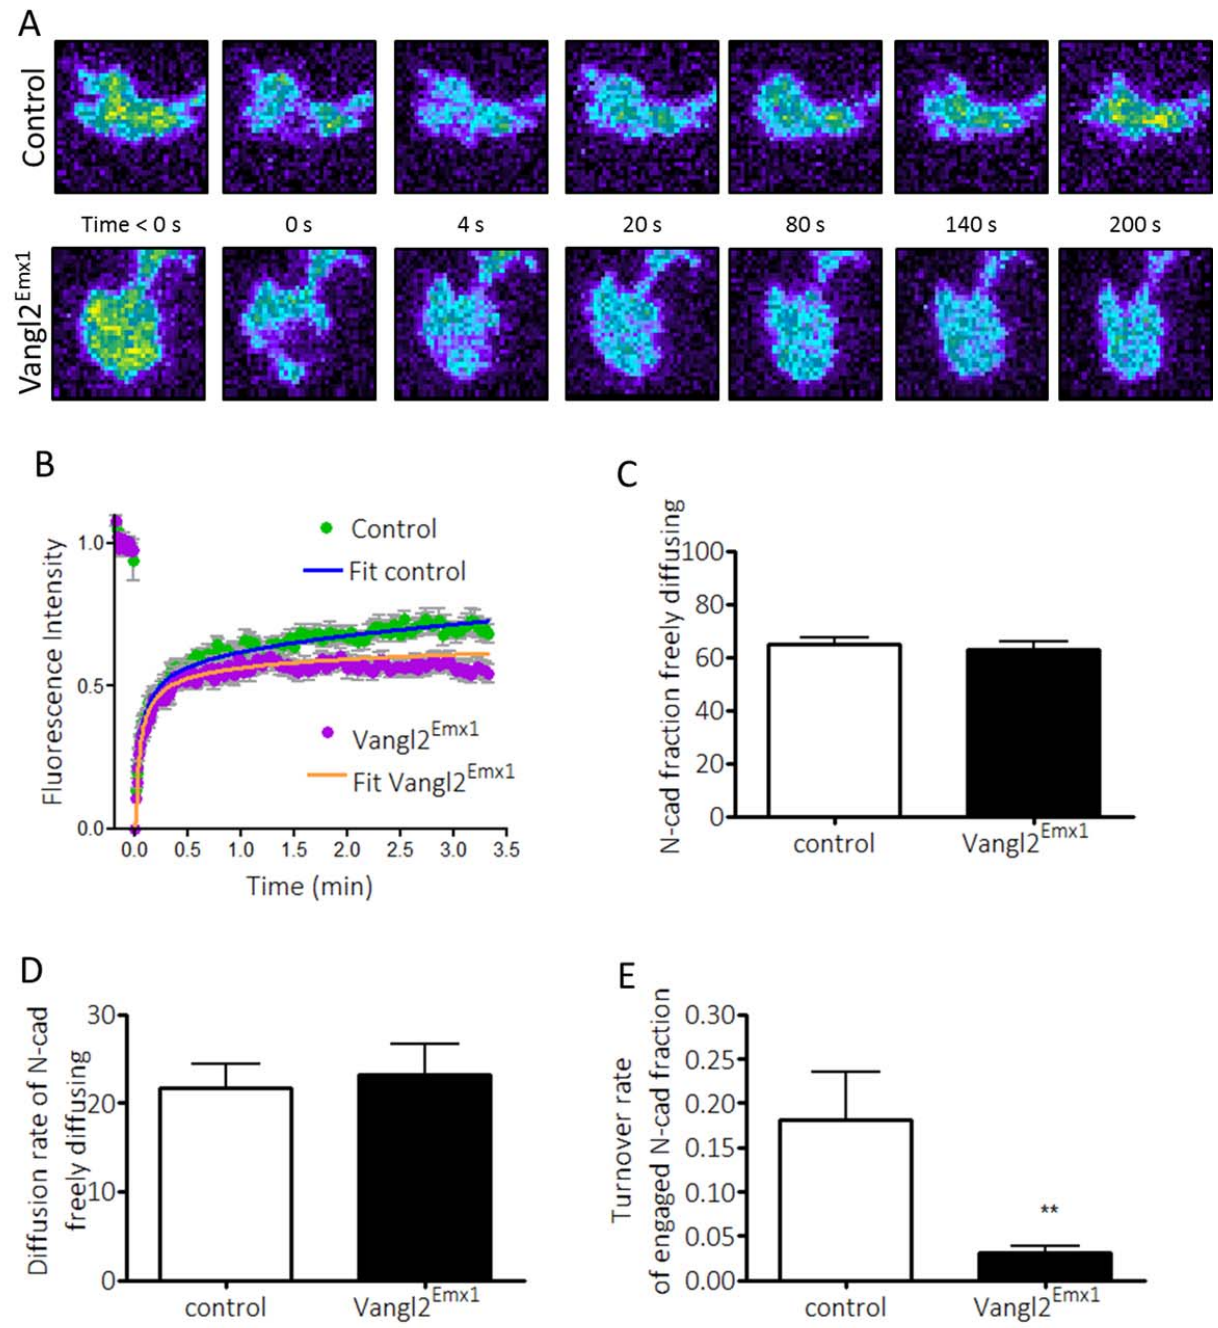 A
Control
Time < 0 s 0 s 4 s 20 s 80 s 140 s 200 s
Vangl2Emx1
B
Fluorescence Intensity
1.0
0.5
0.0
Control
Fit control
Vangl2Emx1
Fit Vangl2Emx1
0.0 0.5 1.0 1.5 2.0 2.5 3.0 3.5
Time (min)
C
N-cad fraction freely diffusing
100
80
60
40
20
0
control Vangl2Emx1
D
Diffusion rate of N-cad
freely diffusing
30
20
10
0
control Vangl2Emx1
E
Turnover rate
of engaged N-cad fraction
0.30
0.25
0.20
0.15
0.10
0.05
0.00
**
control Vangl2Emx1